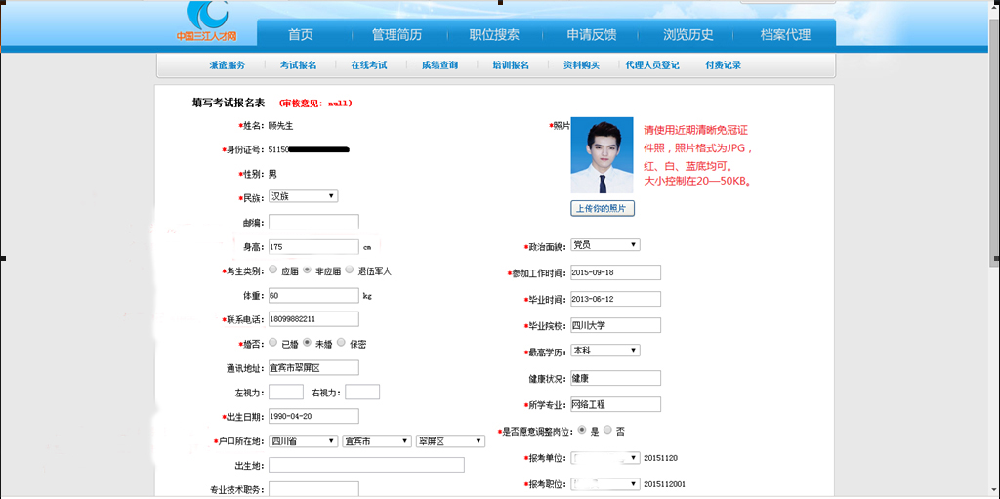 中国三江人才网
首页 管理简历 职位搜索 申请反馈 浏览历史 档案代理
派遣服务 考试报名 在线考试 成绩查询 培训报名 资料购买 代理人员登记 付费记录
填写考试报名表 (审核意见: null)
*姓名: 顾先生
*身份证号: 51150
*性别: 男
*民族: 汉族
邮编:
身高: 175 cm
*考生类别: 应届 非应届 退伍军人
体重: 60 kg
*联系电话: 18099882211
*婚否: 已婚 未婚 保密
通讯地址: 宜宾市翠屏区
左视力: 右视力:
*出生日期: 1990-04-20
*户口所在地: 四川省 宜宾市 翠屏区
出生地:
专业技术职务:
*照片
请使用近期清晰免冠证
件照，照片格式为JPG，
红、白、蓝底均可。
大小控制在20—50KB。
上传你的照片
*政治面貌: 党员
*参加工作时间: 2015-09-18
*毕业时间: 2013-06-12
*毕业院校: 四川大学
*最高学历: 本科
健康状况: 健康
*所学专业: 网络工程
*是否愿意调整岗位: 是 否
*报考单位: 20151120
*报考职位: 2015112001